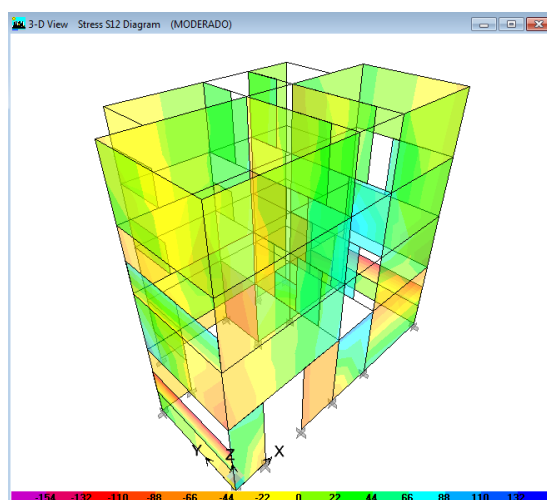 3-D View Stress S12 Diagram (MODERADO)
Y Z X
-154 -132 -110 -88 -66 -44 -22 0 22 44 66 88 110 132